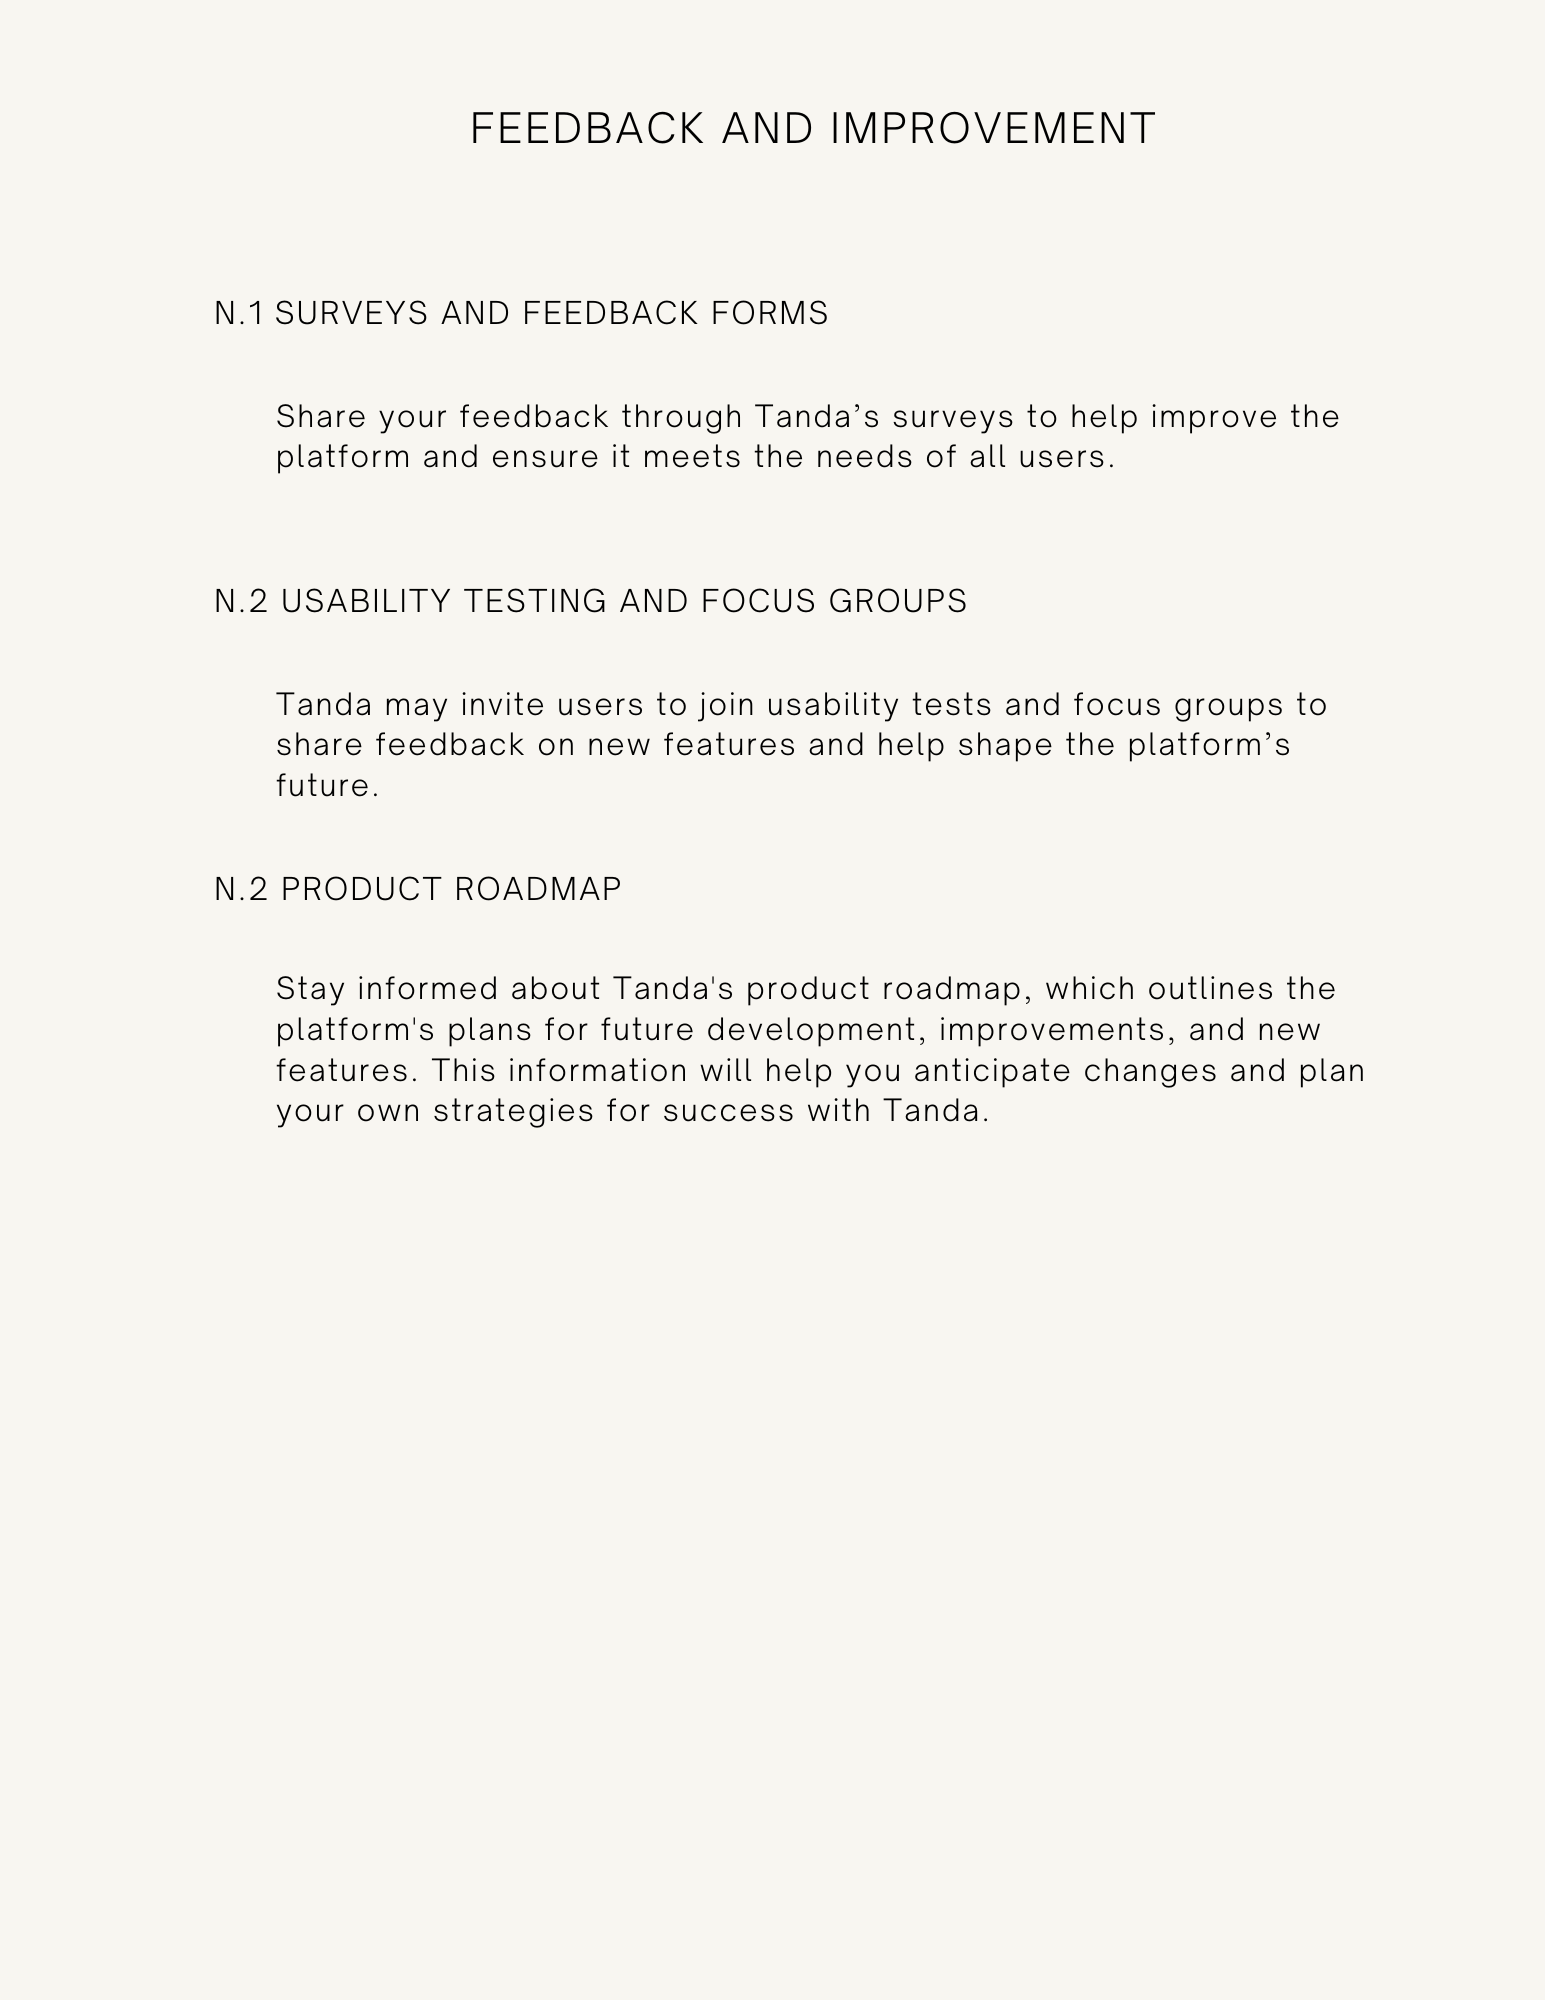 FEEDBACK AND IMPROVEMENT
N.1 SURVEYS AND FEEDBACK FORMS
Share your feedback through Tanda’s surveys to help improve the
platform and ensure it meets the needs of all users.
N.2 USABILITY TESTING AND FOCUS GROUPS
Tanda may invite users to join usability tests and focus groups to
share feedback on new features and help shape the platform’s
future.
N.2 PRODUCT ROADMAP
Stay informed about Tanda's product roadmap, which outlines the
platform's plans for future development, improvements, and new
features. This information will help you anticipate changes and plan
your own strategies for success with Tanda.